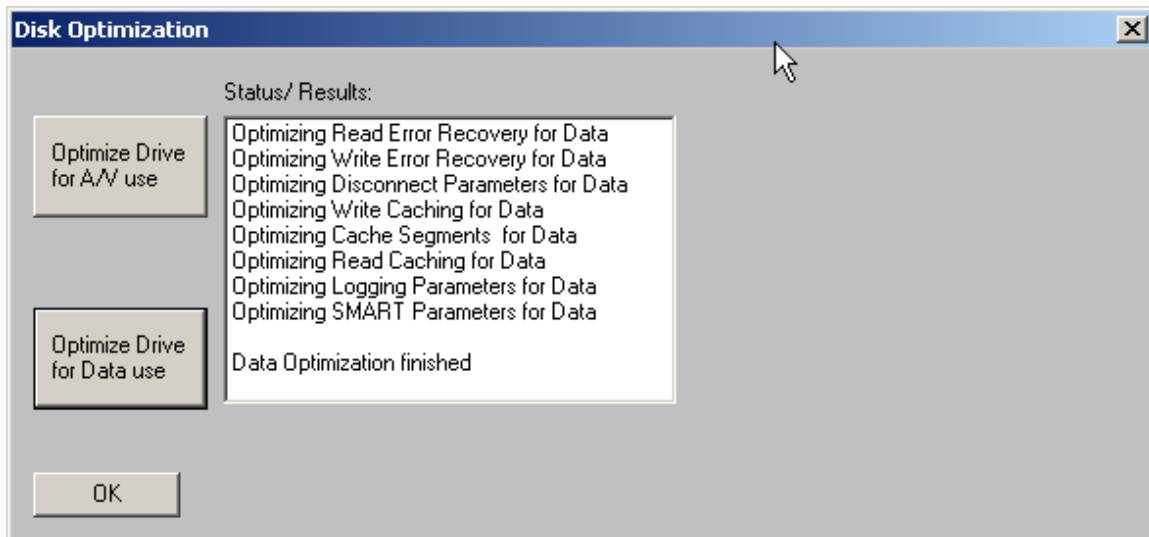 Disk Optimization
Status/ Results:
Optimize Drive
for A/V use
Optimizing Read Error Recovery for Data
Optimizing Write Error Recovery for Data
Optimizing Disconnect Parameters for Data
Optimizing Write Caching for Data
Optimizing Cache Segments  for Data
Optimizing Read Caching for Data
Optimizing Logging Parameters for Data
Optimizing SMART Parameters for Data
Data Optimization finished
Optimize Drive
for Data use
OK